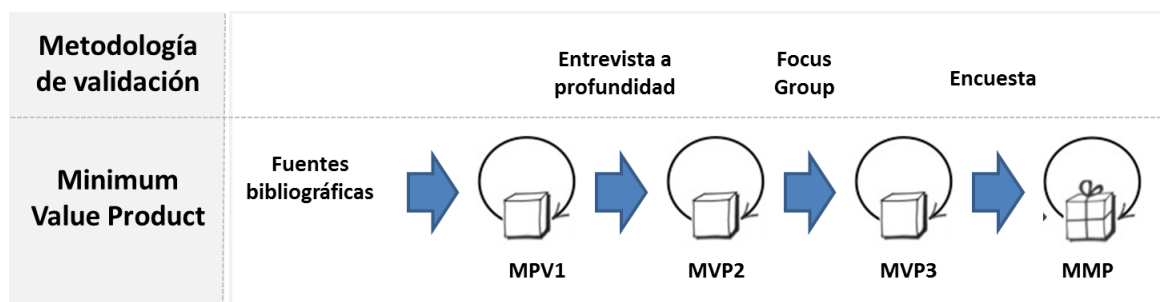 Metodología
de validación
Entrevista a
profundidad
Focus
Group
Encuesta
Minimum
Value Product
Fuentes
bibliográficas
MPV1
MVP2
MVP3
MMP